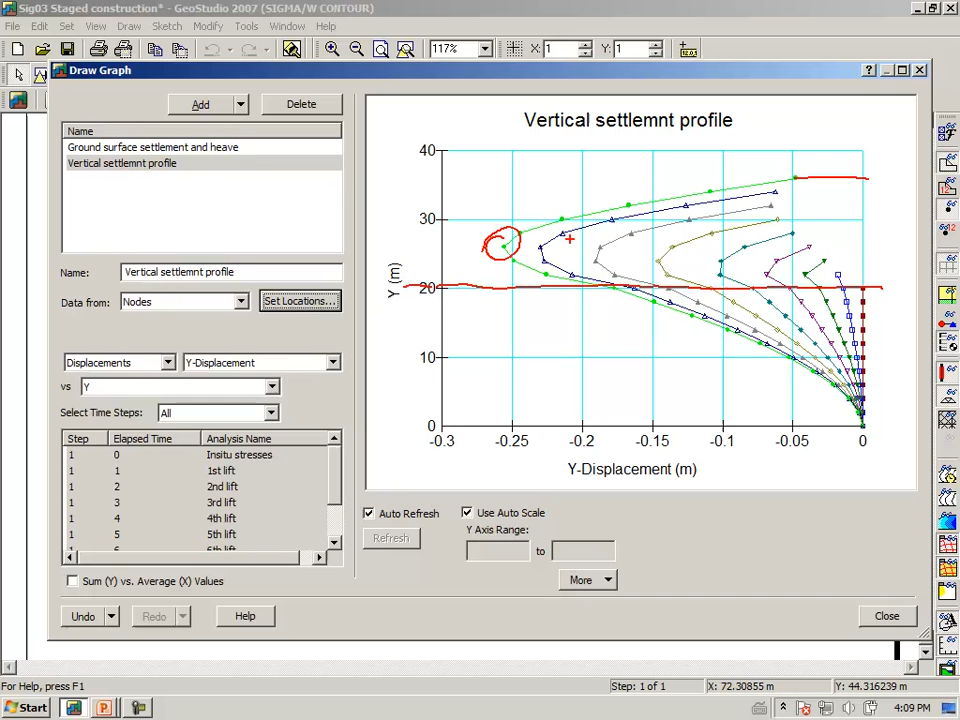 Sig03 Staged construction* - GeoStudio 2007 (SIGMA/W CONTOUR)
File Edit Set View Draw Sketch Modify Tools Window Help
117% X: 1 Y: 1
Draw Graph
Add Delete
Name
Ground surface settlement and heave
Vertical settlemnt profile
Name: Vertical settlemnt profile
Data from: Nodes Set Locations...
Displacements Y-Displacement
vs Y
Select Time Steps: All
Step Elapsed Time Analysis Name
1 0 Insitu stresses
1 1 1st lift
1 2 2nd lift
1 3 3rd lift
1 4 4th lift
1 5 5th lift
1 6 6th lift
Sum (Y) vs. Average (X) Values
Undo Redo Help
Vertical settlemnt profile
40
30
20
10
0
Y (m)
-0.3 -0.25 -0.2 -0.15 -0.1 -0.05 0
Y-Displacement (m)
Auto Refresh Use Auto Scale
Refresh
Y Axis Range:
to
More
Close
For Help, press F1 Step: 1 of 1 X: 72.30855 m Y: 44.316239 m
Start 4:09 PM